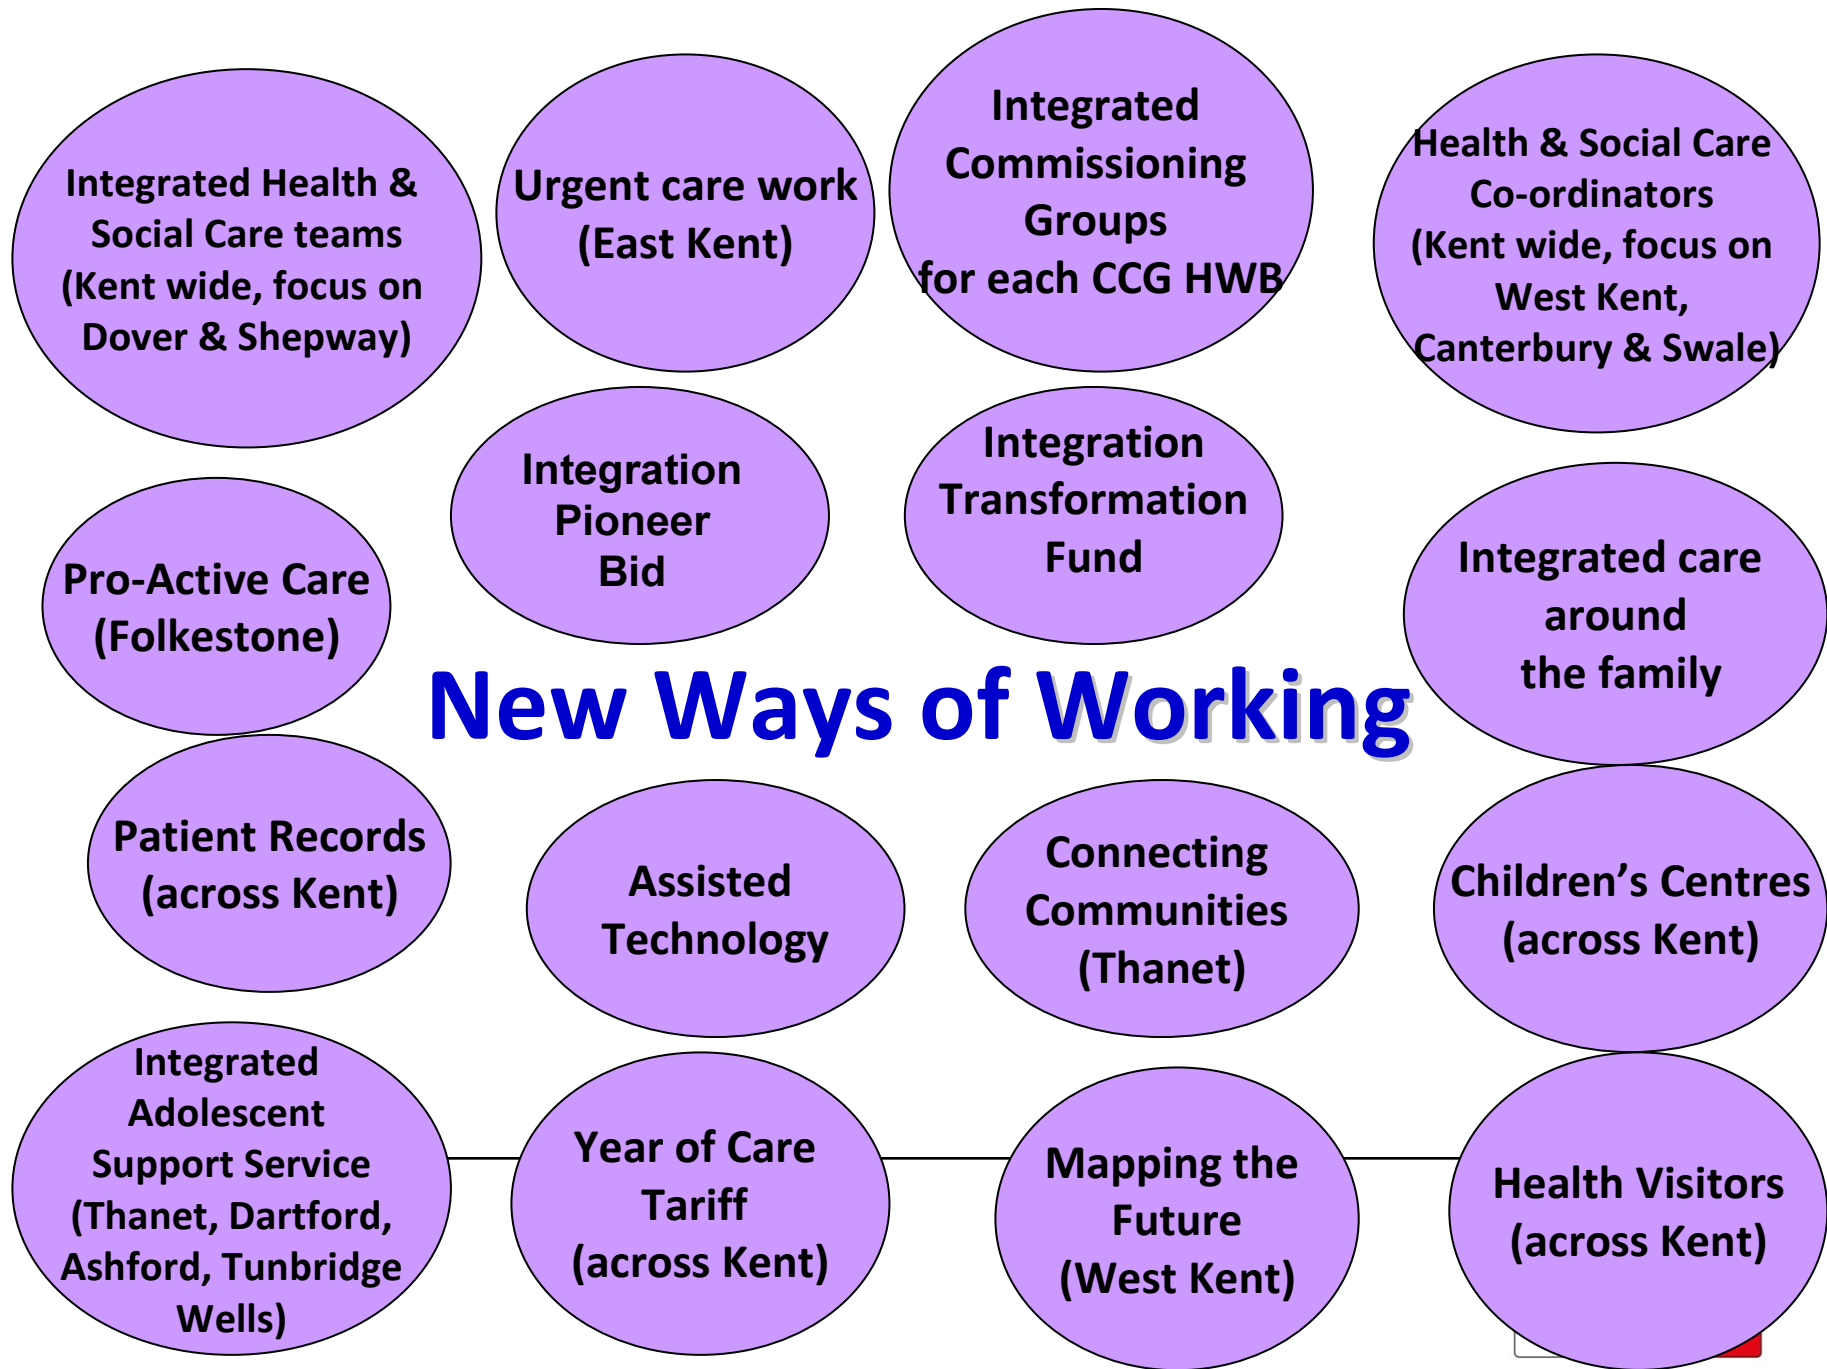 Integrated Health &
Social Care teams
(Kent wide, focus on
Dover & Shepway)
Urgent care work
(East Kent)
Integrated
Commissioning
Groups
for each CCG HWB
Health & Social Care
Co-ordinators
(Kent wide, focus on
West Kent,
Canterbury & Swale)
Integration
Pioneer
Bid
Integration
Transformation
Fund
Pro-Active Care
(Folkestone)
Integrated care
around
the family
New Ways of Working
Patient Records
(across Kent)
Assisted
Technology
Connecting
Communities
(Thanet)
Children’s Centres
(across Kent)
Integrated
Adolescent
Support Service
(Thanet, Dartford,
Ashford, Tunbridge
Wells)
Year of Care
Tariff
(across Kent)
Mapping the
Future
(West Kent)
Health Visitors
(across Kent)